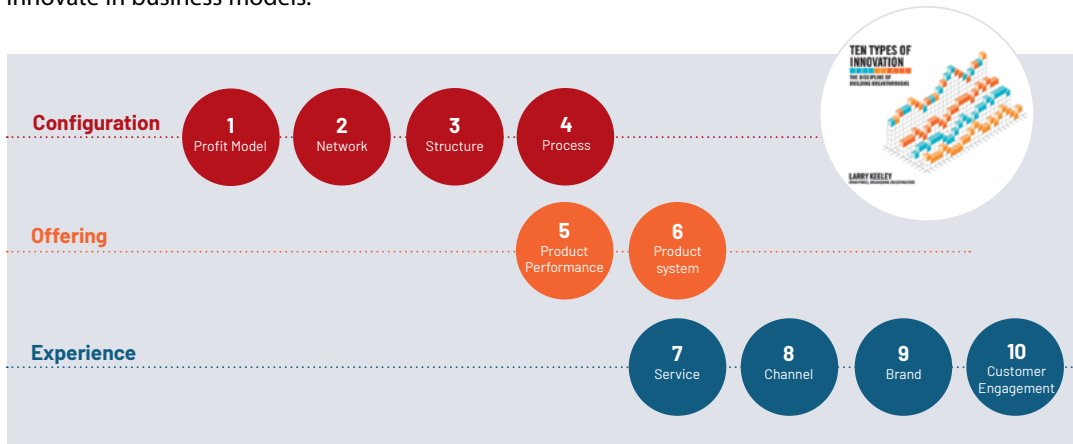 innovate in business models.
TEN TYPES OF
INNOVATION
THE DISCIPLINE OF
BUILDING BREAKTHROUGHS
LARRY KEELEY
Configuration
1
Profit Model
2
Network
3
Structure
4
Process
Offering
5
Product
Performance
6
Product
system
Experience
7
Service
8
Channel
9
Brand
10
Customer
Engagement